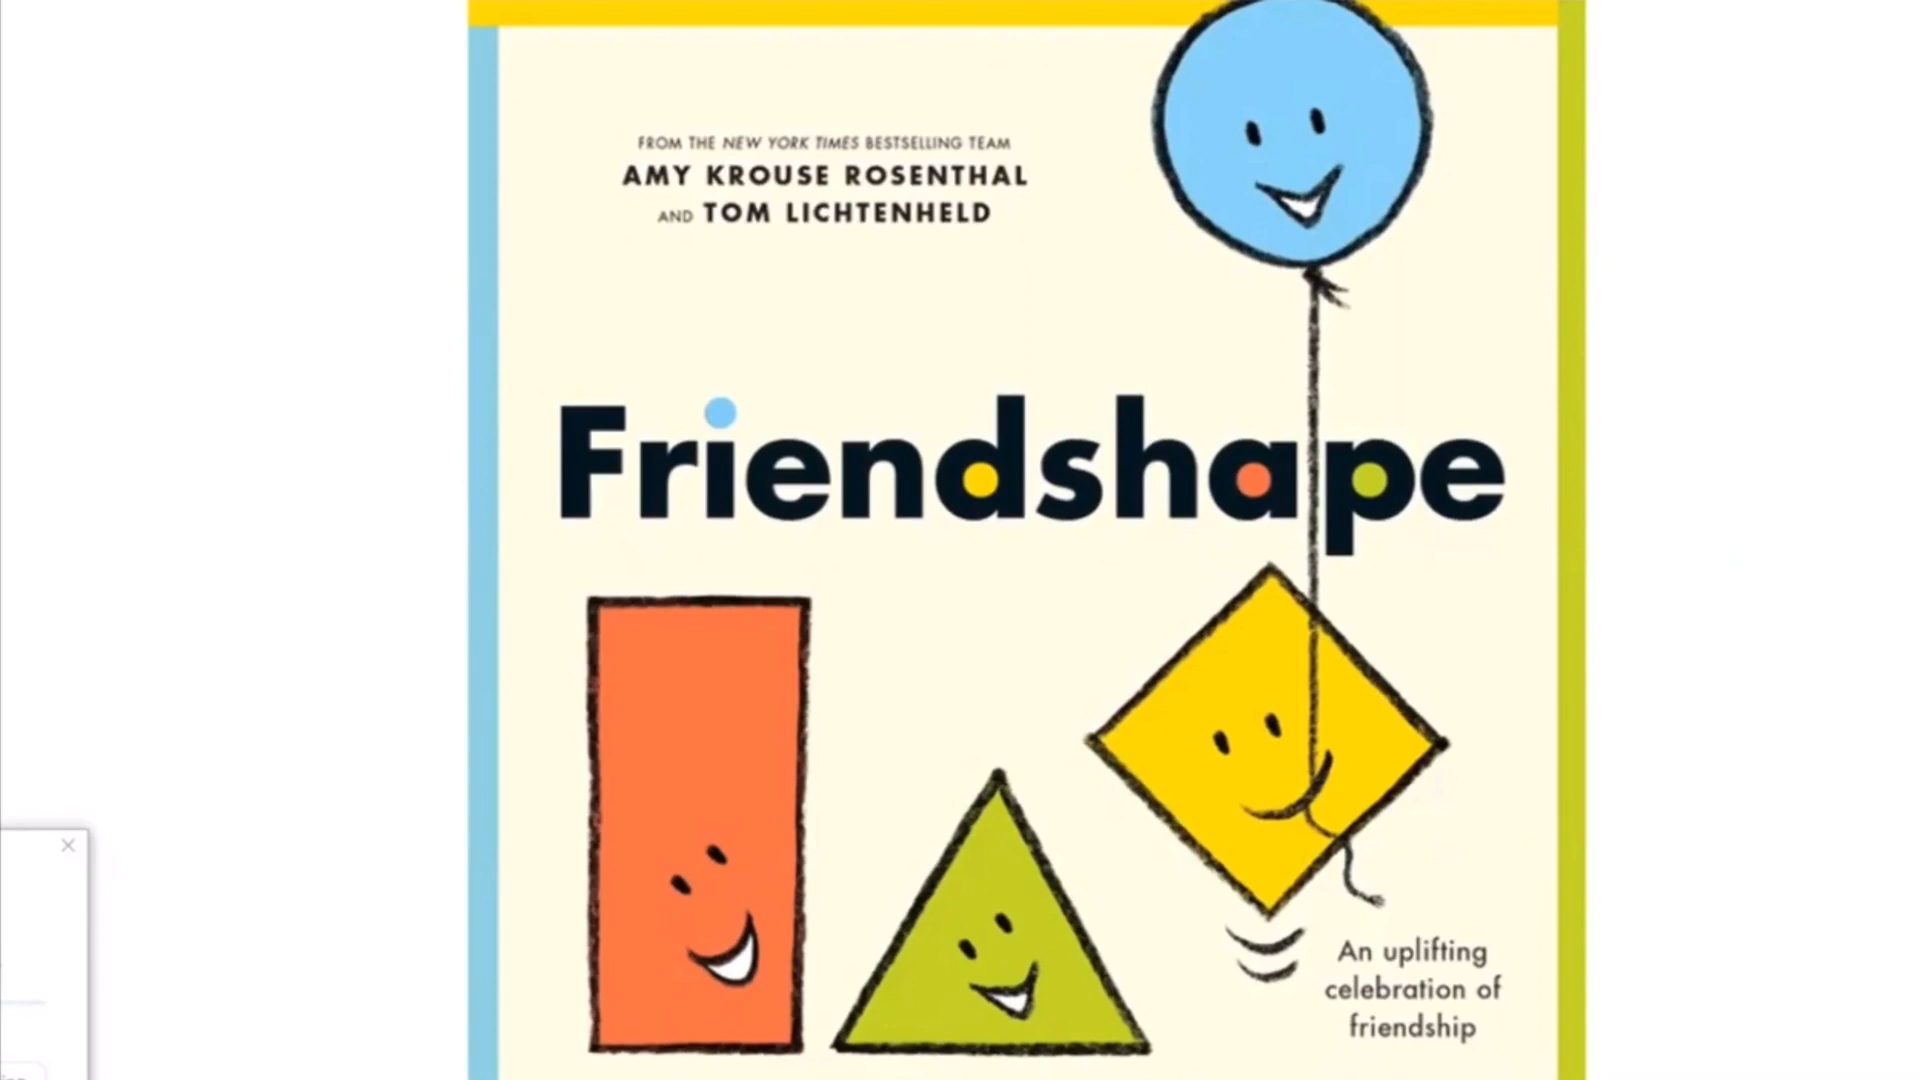 FROM THE NEW YORK TIMES BESTSELLING TEAM
AMY KROUSE ROSENTHAL
AND TOM LICHTENHELD
Friendshape
An uplifting
celebration of
friendship